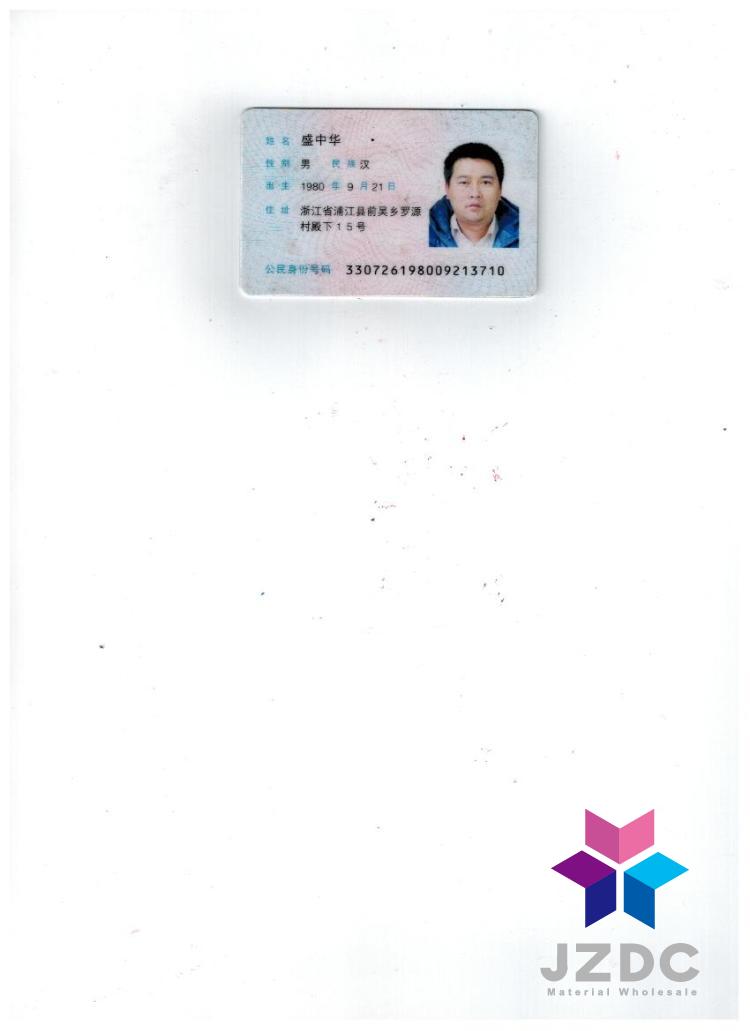 姓名 盛中华
性别 男 民族 汉
出生 1980 年 9 月 21 日
住址 浙江省浦江县前吴乡罗源
村殿下15号
公民身份号码 330726198009213710
JZDC
Material Wholesale